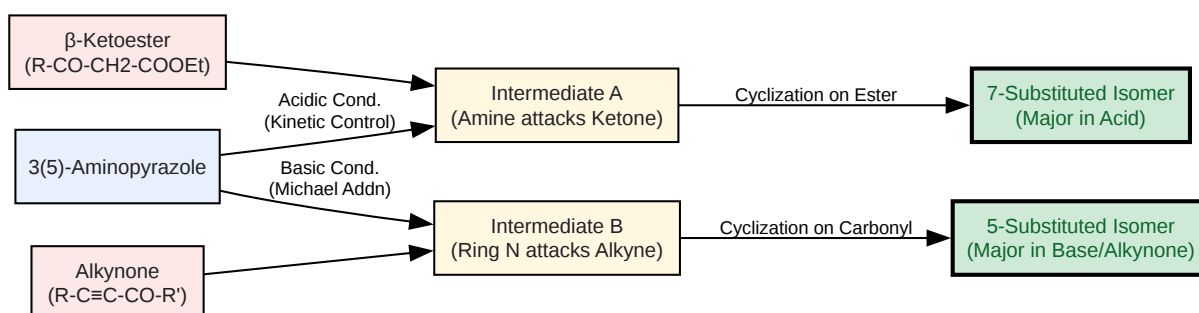 β-Ketoester
(R-CO-CH2-COOEt)
Acidic Cond.
(Kinetic Control)
Intermediate A
(Amine attacks Ketone)
Cyclization on Ester
7-Substituted Isomer
(Major in Acid)
3(5)-Aminopyrazole
Basic Cond.
(Michael Addn)
Intermediate B
(Ring N attacks Alkyne)
Cyclization on Carbonyl
5-Substituted Isomer
(Major in Base/Alkynone)
Alkynone
(R-C≡C-CO-R')